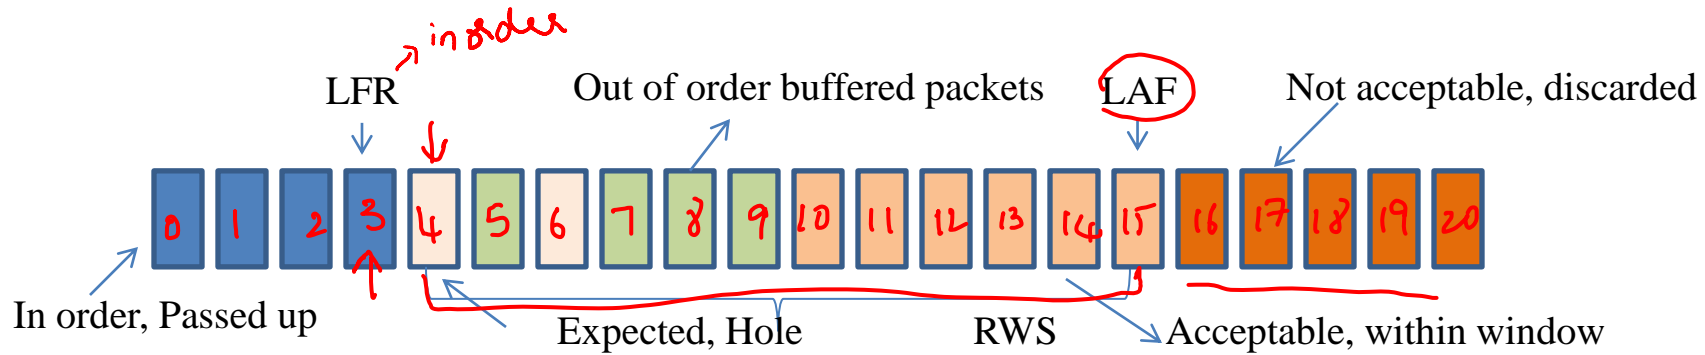 in order
LFR Out of order buffered packets LAF Not acceptable, discarded
0 1 2 3 4 5 6 7 8 9 10 11 12 13 14 15 16 17 18 19 20
In order, Passed up Expected, Hole RWS Acceptable, within window